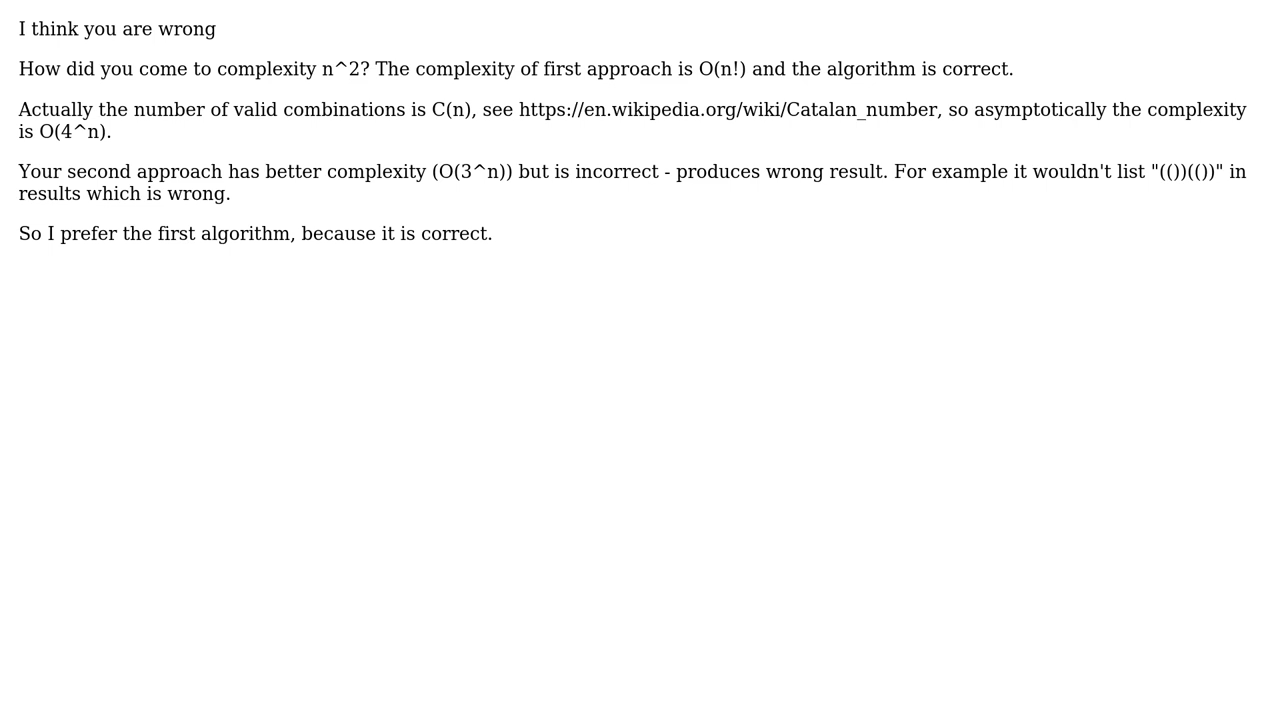 I think you are wrong
How did you come to complexity n^2? The complexity of first approach is O(n!) and the algorithm is correct.
Actually the number of valid combinations is C(n), see https://en.wikipedia.org/wiki/Catalan_number, so asymptotically the complexity
is O(4^n).
Your second approach has better complexity (O(3^n)) but is incorrect - produces wrong result. For example it wouldn't list "(())(())" in
results which is wrong.
So I prefer the first algorithm, because it is correct.